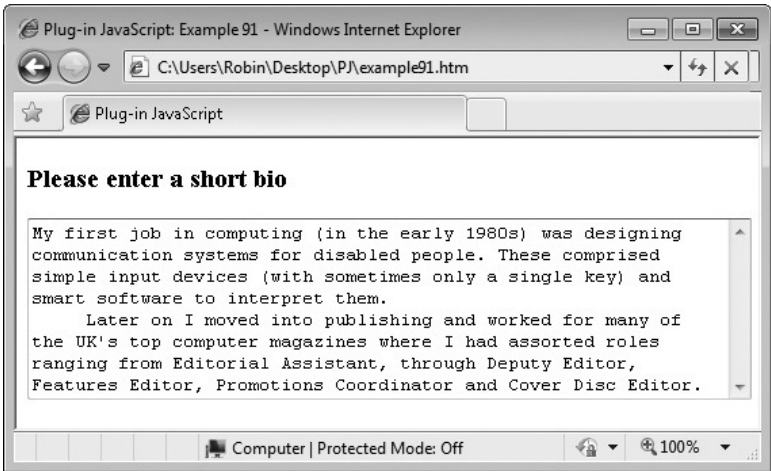 Plug-in JavaScript: Example 91 - Windows Internet Explorer
C:\Users\Robin\Desktop\PJ\example91.htm
Plug-in JavaScript
Please enter a short bio
My first job in computing (in the early 1980s) was designing
communication systems for disabled people. These comprised
simple input devices (with sometimes only a single key) and
smart software to interpret them.
Later on I moved into publishing and worked for many of
the UK's top computer magazines where I had assorted roles
ranging from Editorial Assistant, through Deputy Editor,
Features Editor, Promotions Coordinator and Cover Disc Editor.
Computer | Protected Mode: Off 100%